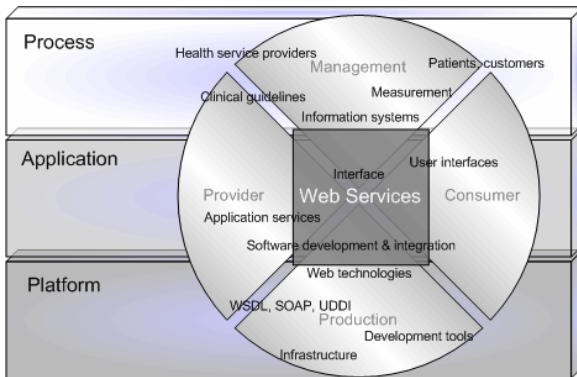 Process
Health service providers
Management
Patients, customers
Clinical guidelines
Measurement
Information systems
Application
User interfaces
Interface
Provider
Web Services
Consumer
Application services
Software development & integration
Web technologies
Platform
WSDL, SOAP, UDDI
Production
Development tools
Infrastructure